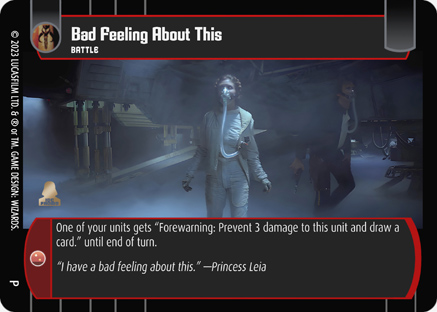 Bad Feeling About This
BATTLE
One of your units gets “Forewarning: Prevent 3 damage to this unit and draw a
card.” until end of turn.
“I have a bad feeling about this.” —Princess Leia
© 2023 LUCASFILM LTD. & ® or TM. GAME DESIGN: WIZARDS.
P